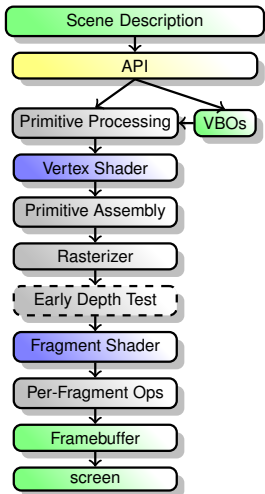 Scene Description
API
Primitive Processing
VBOs
Vertex Shader
Primitive Assembly
Rasterizer
Early Depth Test
Fragment Shader
Per-Fragment Ops
Framebuffer
screen